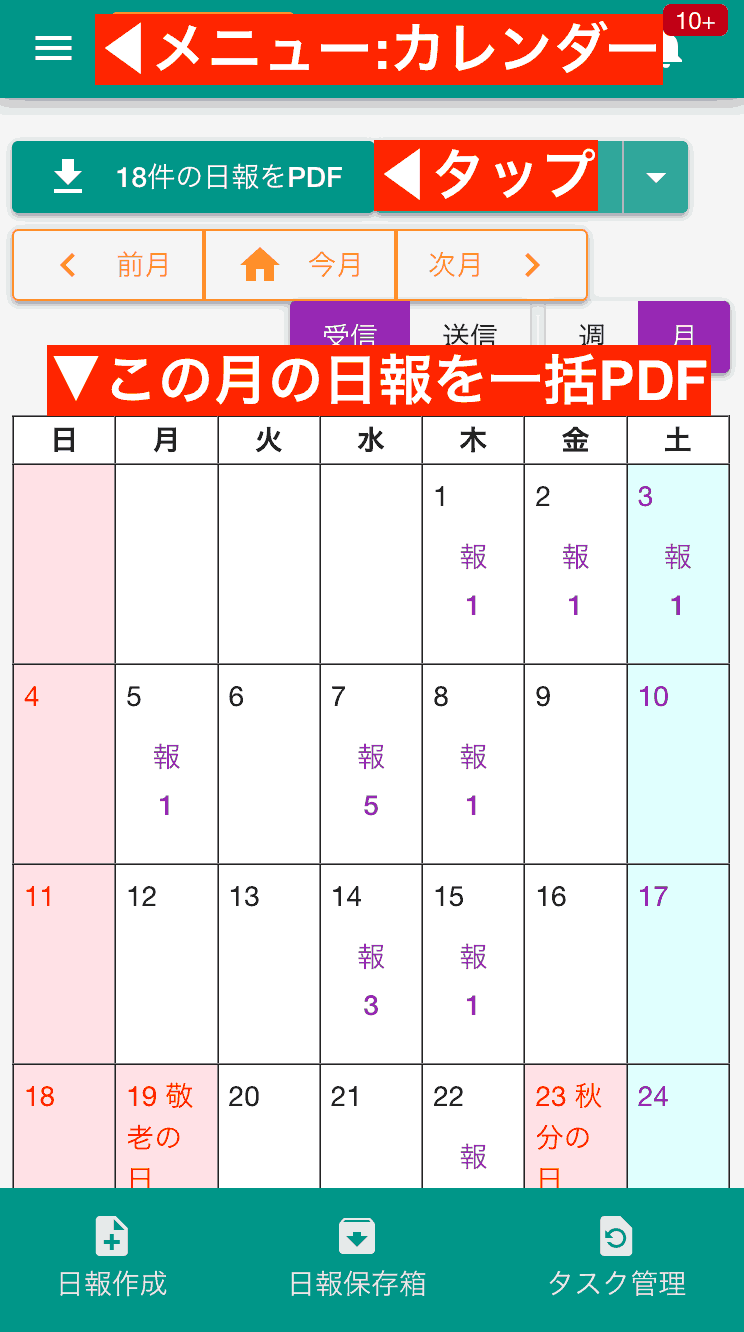 ◀メニュー:カレンダー
10+
18件の日報をPDF
◀タップ
前月 今月 次月
受信 送信 週 月
▼この月の日報を一括PDF
日 月 火 水 木 金 土
1 2 3
報 報 報
1 1 1
4 5 6 7 8 9 10
報 報 報
1 5 1
11 12 13 14 15 16 17
報 報
3 1
18 19 敬老の日 20 21 22 23 秋分の日 24
報
日報作成 日報保存箱 タスク管理